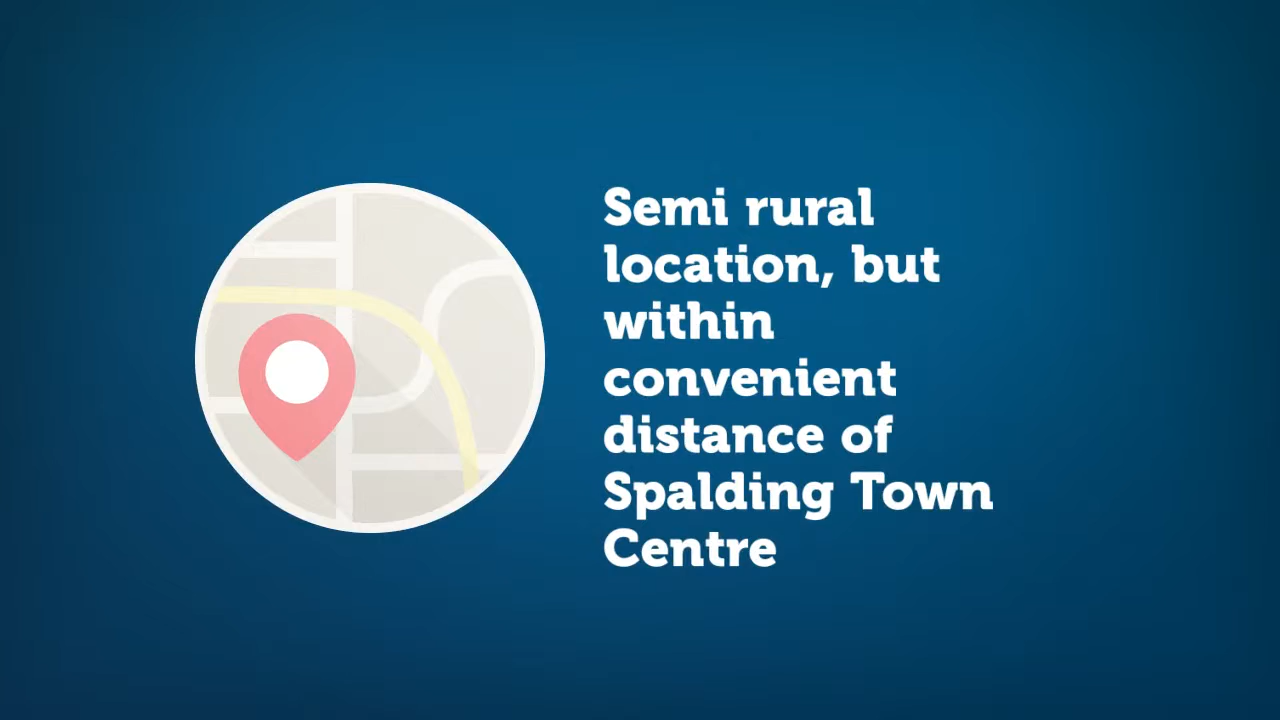 Semi rural
location, but
within
convenient
distance of
Spalding Town
Centre